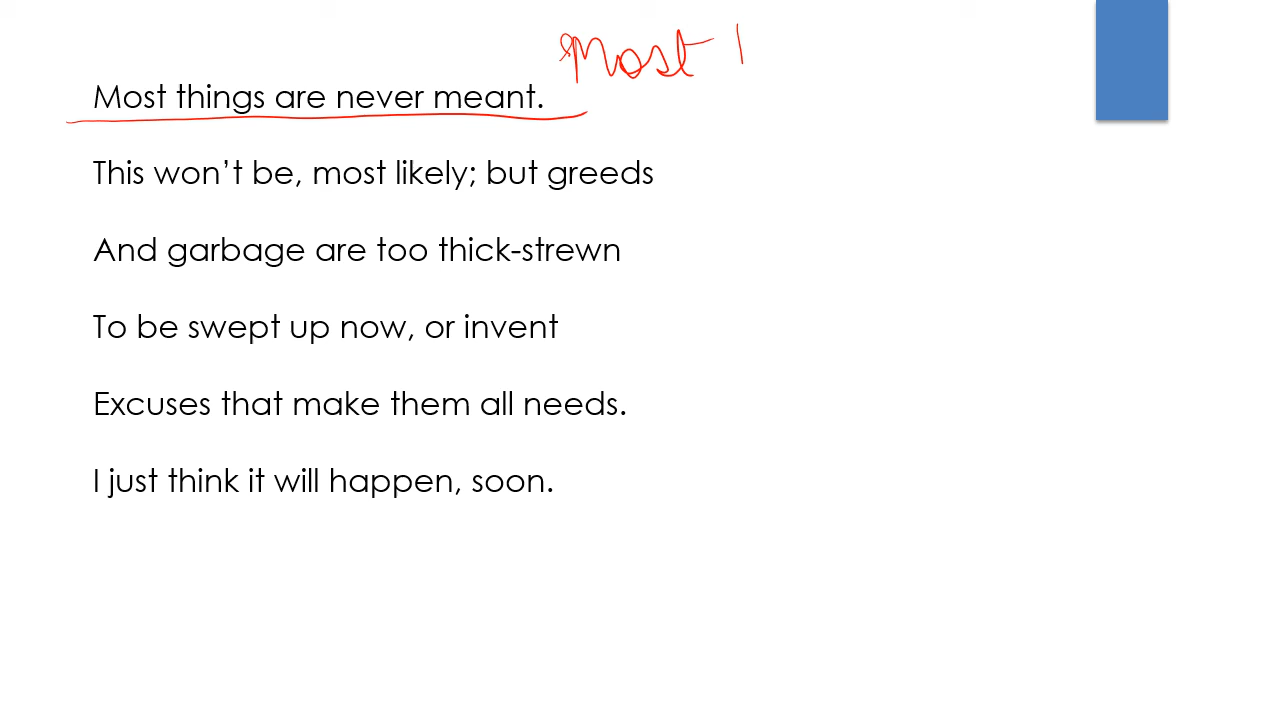 Most
Most things are never meant.
This won’t be, most likely; but greeds
And garbage are too thick-strewn
To be swept up now, or invent
Excuses that make them all needs.
I just think it will happen, soon.